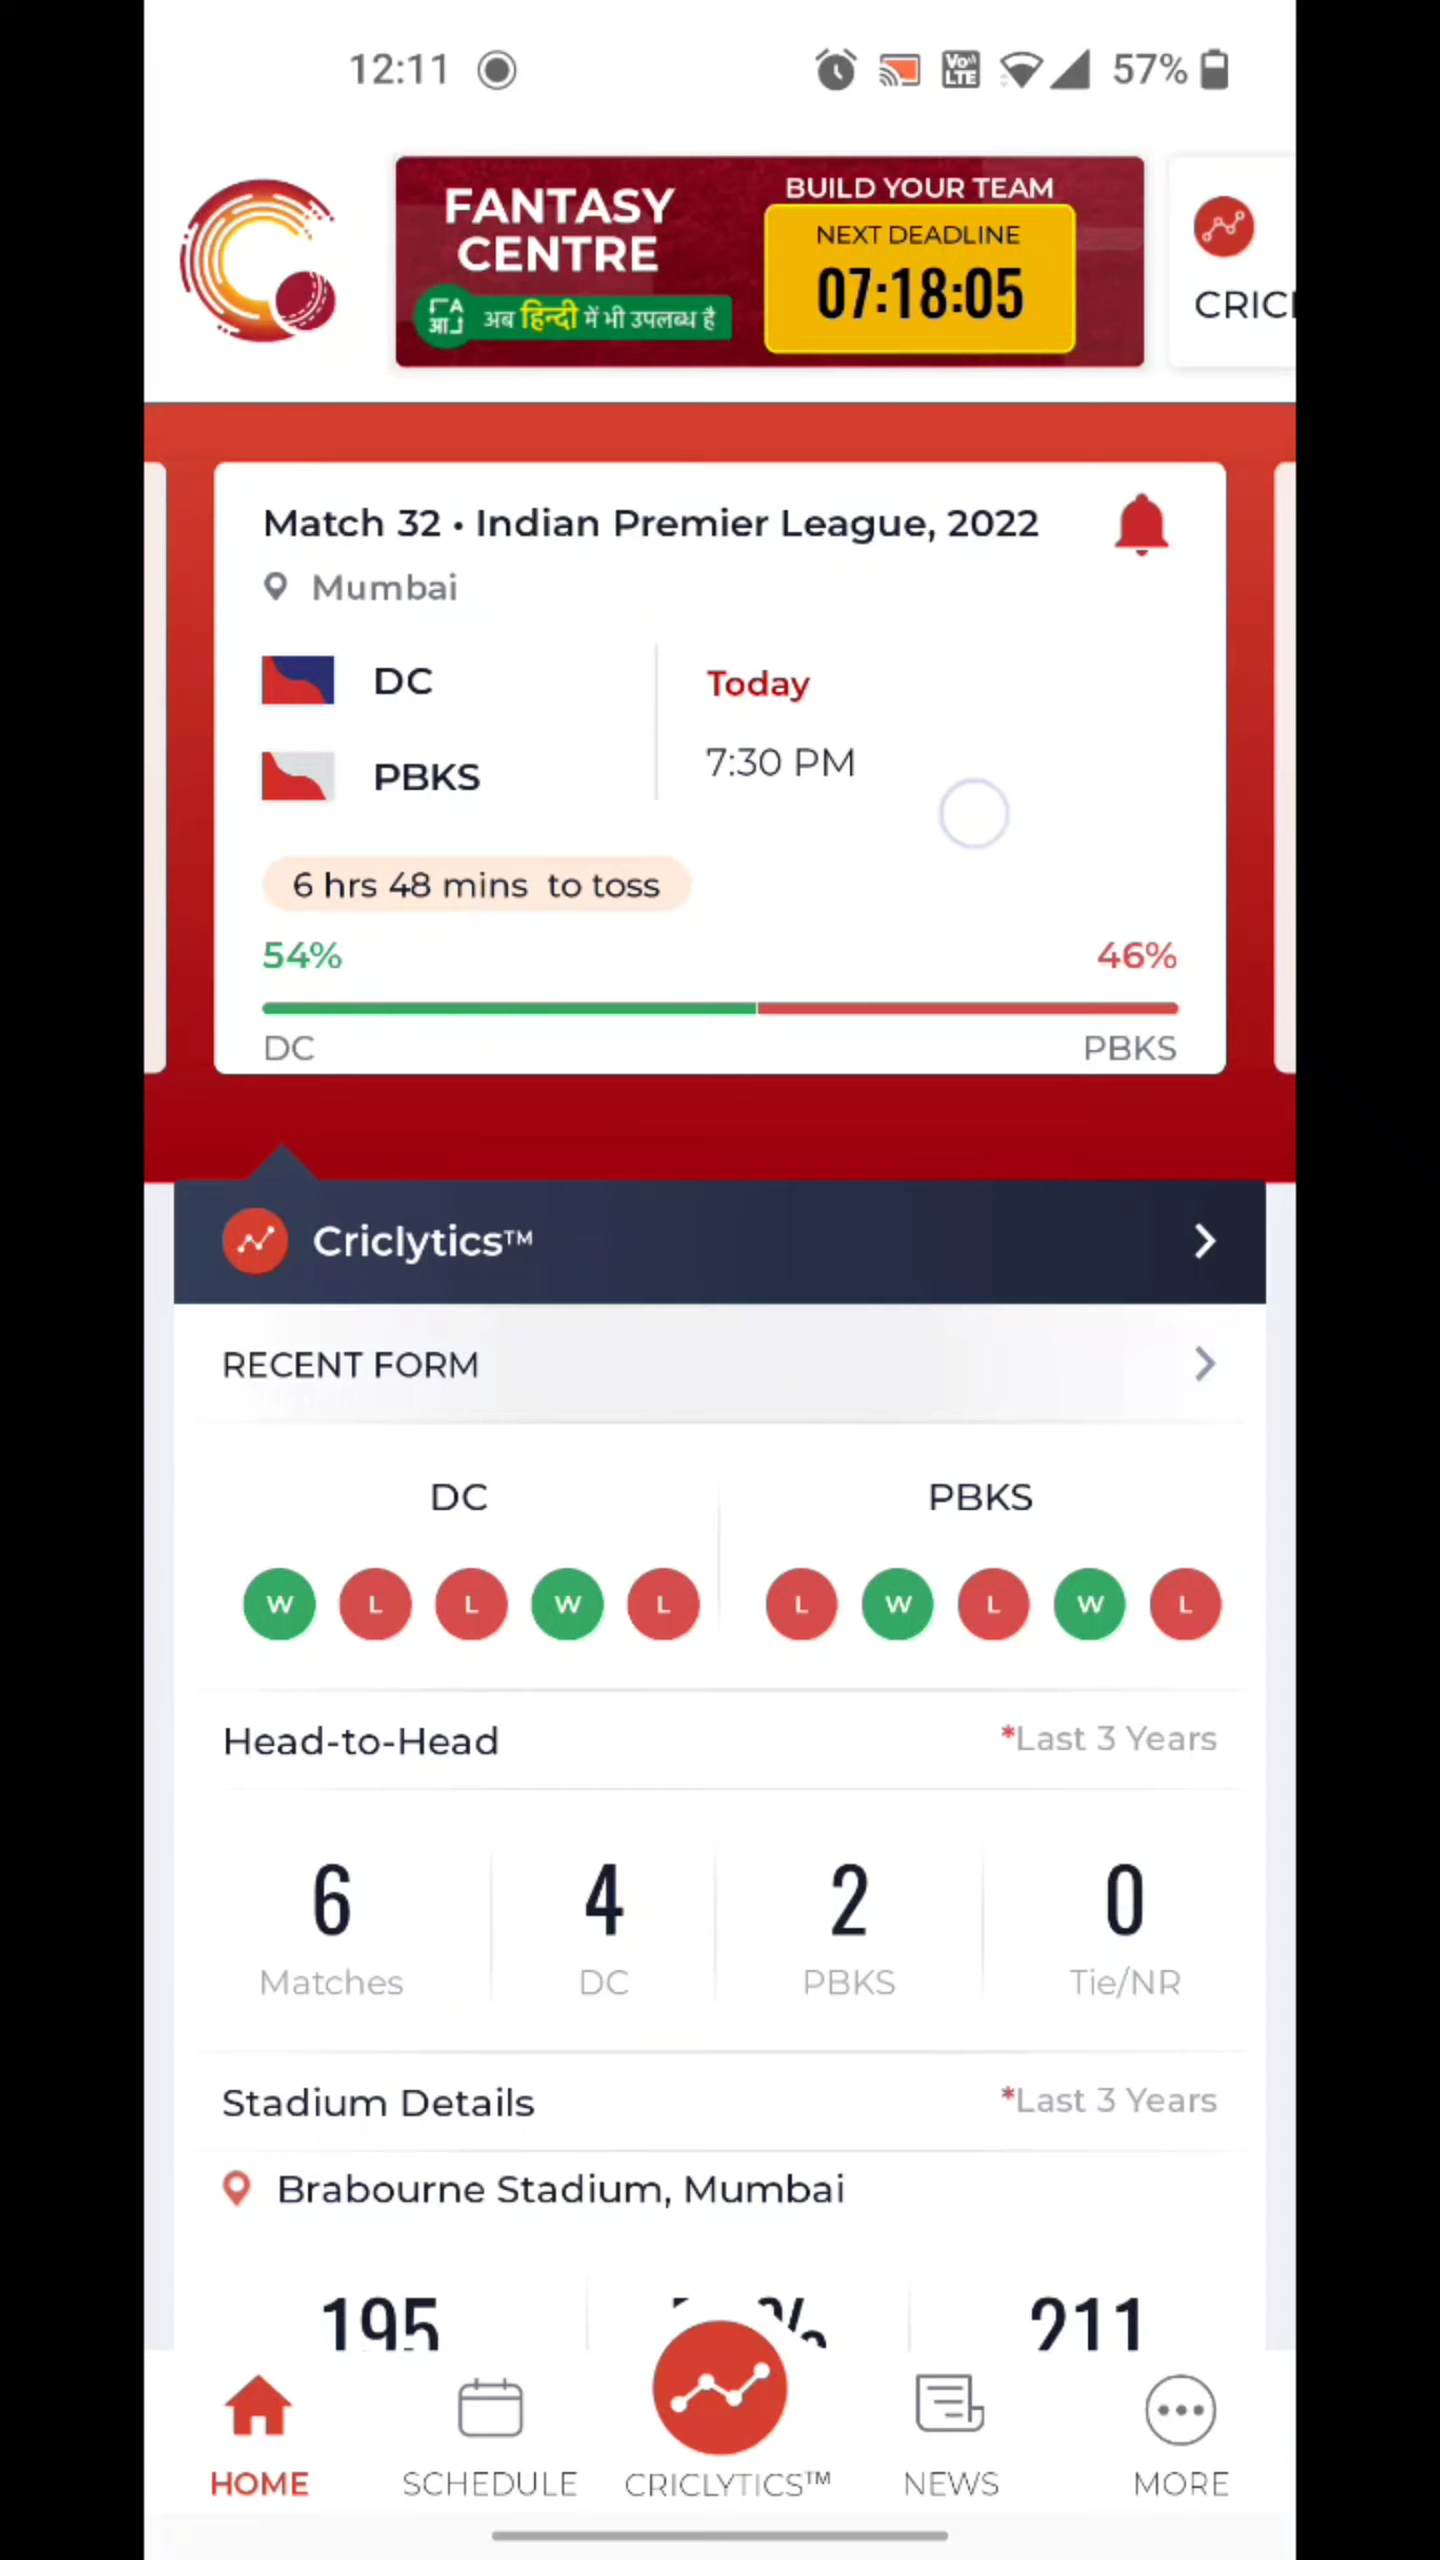 12:11
Vo LTE
57%
FANTASY
CENTRE
अब हिन्दी में भी उपलब्ध है
BUILD YOUR TEAM
NEXT DEADLINE
07:18:05
Match 32 • Indian Premier League, 2022
Mumbai
DC
PBKS
Today
7:30 PM
6 hrs 48 mins to toss
54%
46%
DC
PBKS
Criclytics™
RECENT FORM
DC
PBKS
W L L W L
L W L W L
Head-to-Head
*Last 3 Years
6
4
2
0
Matches
DC
PBKS
Tie/NR
Stadium Details
*Last 3 Years
Brabourne Stadium, Mumbai
195
211
HOME
SCHEDULE
CRICLYTICS™
NEWS
MORE